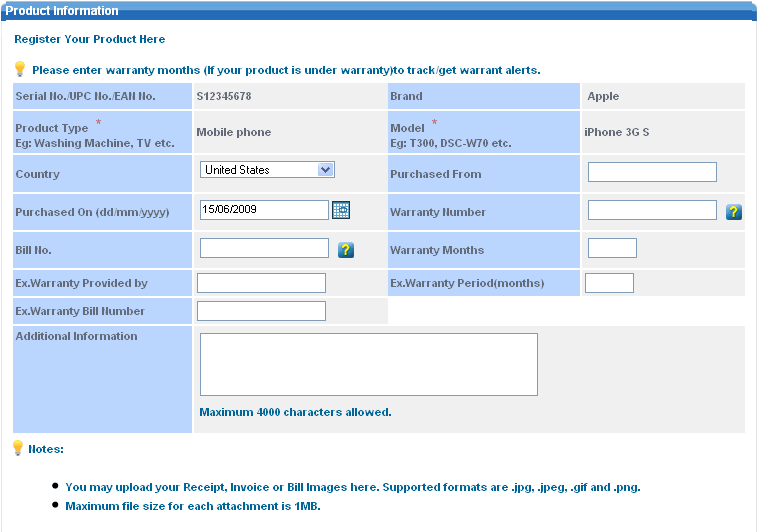 Product Information
Register Your Product Here
Please enter warranty months (If your product is under warranty)to track/get warrant alerts.
Serial No./UPC No./EAN No. S12345678 Brand Apple
Product Type * Mobile phone Model * iPhone 3G S
Eg: Washing Machine, TV etc. Eg: T300, DSC-W70 etc.
Country United States Purchased From
Purchased On (dd/mm/yyyy) 15/06/2009 Warranty Number ?
Bill No. ? Warranty Months
Ex.Warranty Provided by Ex.Warranty Period(months)
Ex.Warranty Bill Number
Additional Information
Maximum 4000 characters allowed.
Notes:
You may upload your Receipt, Invoice or Bill Images here. Supported formats are .jpg, .jpeg, .gif and .png.
Maximum file size for each attachment is 1MB.